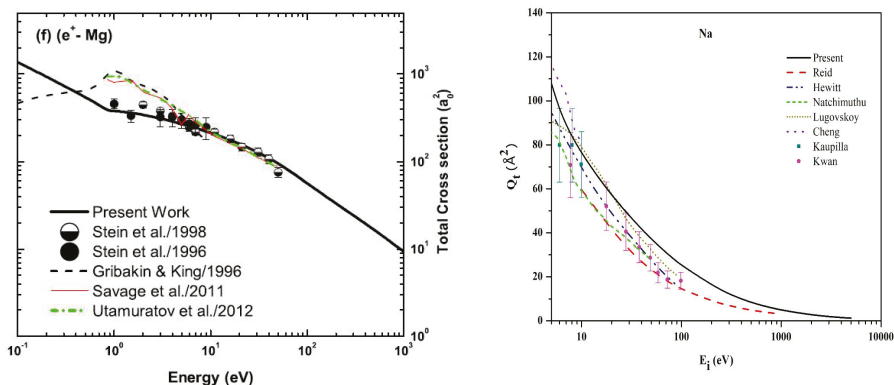 (f) (e⁺- Mg)
Present Work
Stein et al./1998
Stein et al./1996
Gribakin & King/1996
Savage et al./2011
Utamuratov et al./2012
10³
10²
10¹
10⁰
Total Cross section (a₀²)
10⁻¹ 10⁰ 10¹ 10² 10³
Energy (eV)
Na
Present
Reid
Hewitt
Natchimuthu
Lugovskoy
Cheng
Kaupilla
Kwan
140
120
100
80
60
40
20
0
Qₜ (Å²)
10 100 1000 10000
Eᵢ (eV)